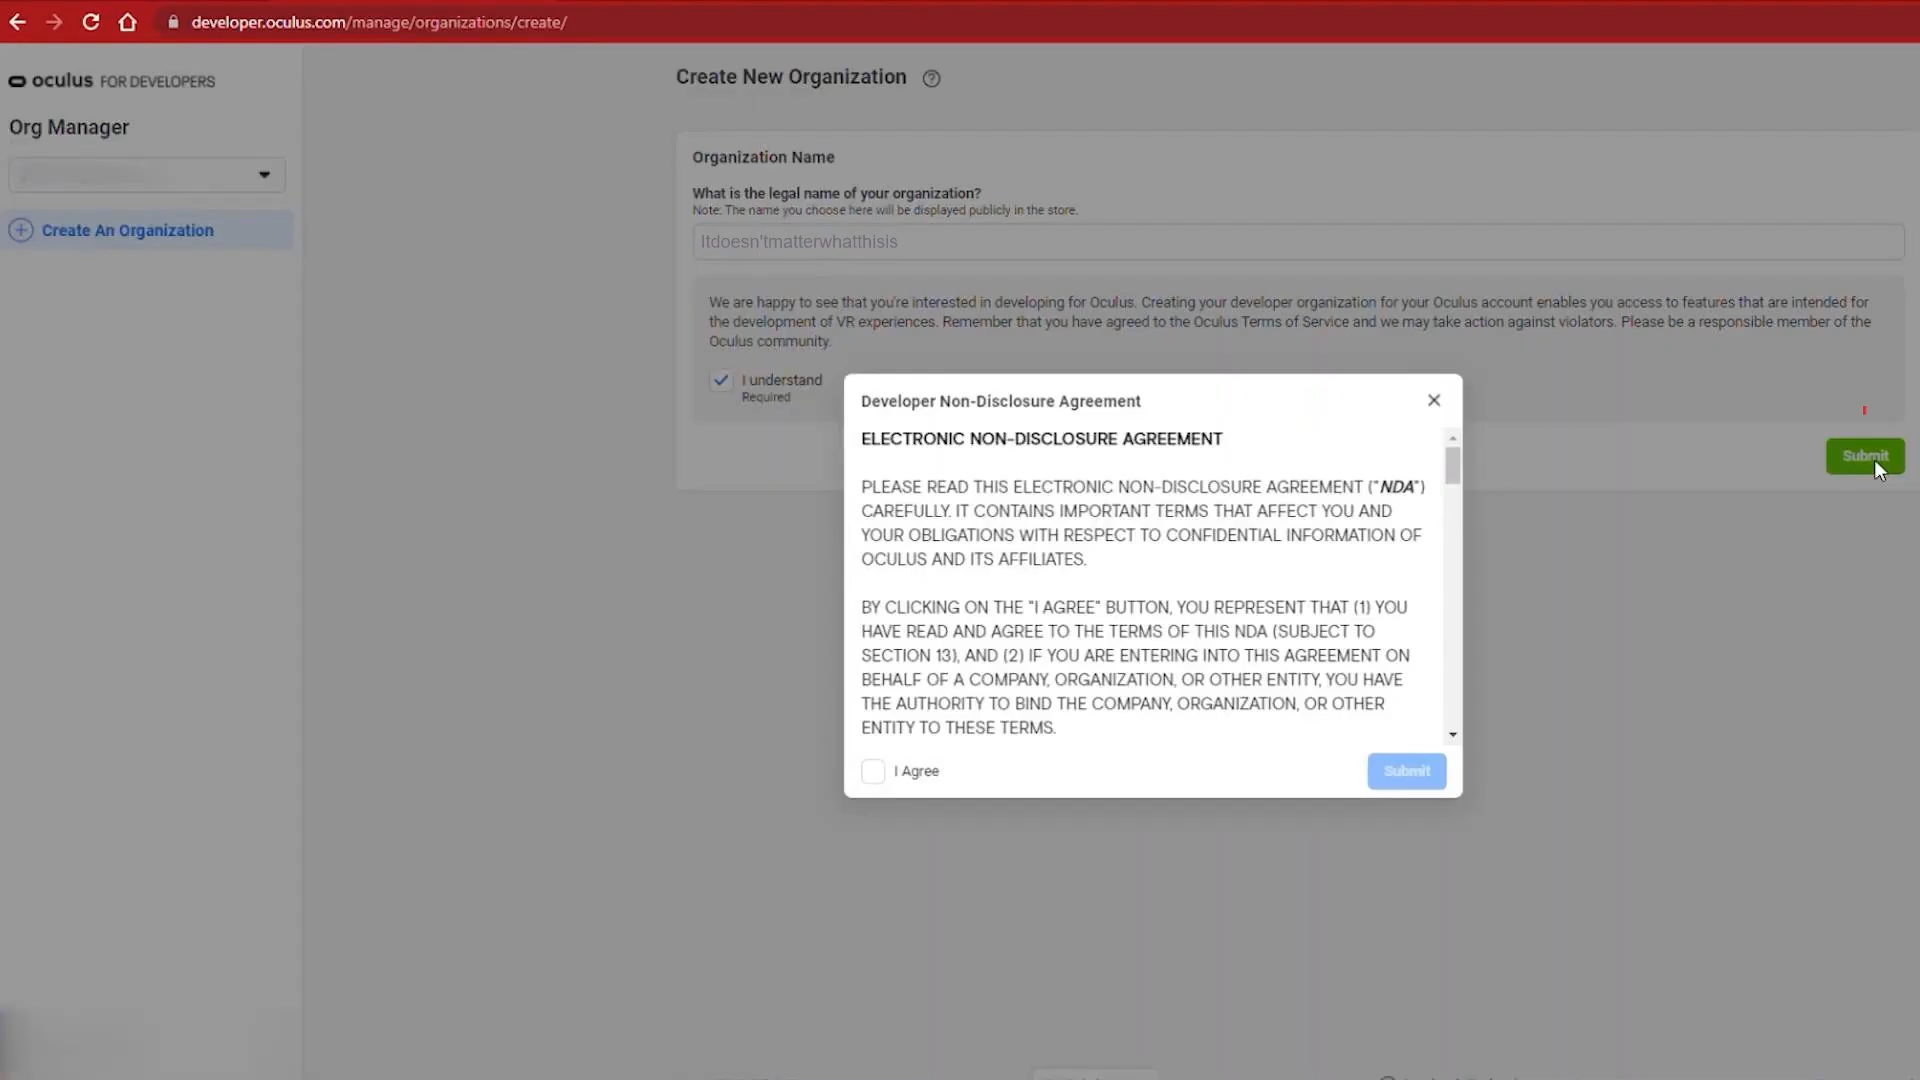 developer.oculus.com/manage/organizations/create/
oculus FOR DEVELOPERS
Org Manager
Create An Organization
Create New Organization
Organization Name
What is the legal name of your organization?
Note: The name you choose here will be displayed publicly in the store.
Itdoesn'tmatterwhatthisis
We are happy to see that you're interested in developing for Oculus. Creating your developer organization for your Oculus account enables you access to features that are intended for
the development of VR experiences. Remember that you have agreed to the Oculus Terms of Service and we may take action against violators. Please be a responsible member of the
Oculus community.
I understand
Required
Submit
Developer Non-Disclosure Agreement
ELECTRONIC NON-DISCLOSURE AGREEMENT
PLEASE READ THIS ELECTRONIC NON-DISCLOSURE AGREEMENT ("NDA")
CAREFULLY. IT CONTAINS IMPORTANT TERMS THAT AFFECT YOU AND
YOUR OBLIGATIONS WITH RESPECT TO CONFIDENTIAL INFORMATION OF
OCULUS AND ITS AFFILIATES.
BY CLICKING ON THE "I AGREE" BUTTON, YOU REPRESENT THAT (1) YOU
HAVE READ AND AGREE TO THE TERMS OF THIS NDA (SUBJECT TO
SECTION 13), AND (2) IF YOU ARE ENTERING INTO THIS AGREEMENT ON
BEHALF OF A COMPANY, ORGANIZATION, OR OTHER ENTITY, YOU HAVE
THE AUTHORITY TO BIND THE COMPANY, ORGANIZATION, OR OTHER
ENTITY TO THESE TERMS.
I Agree
Submit